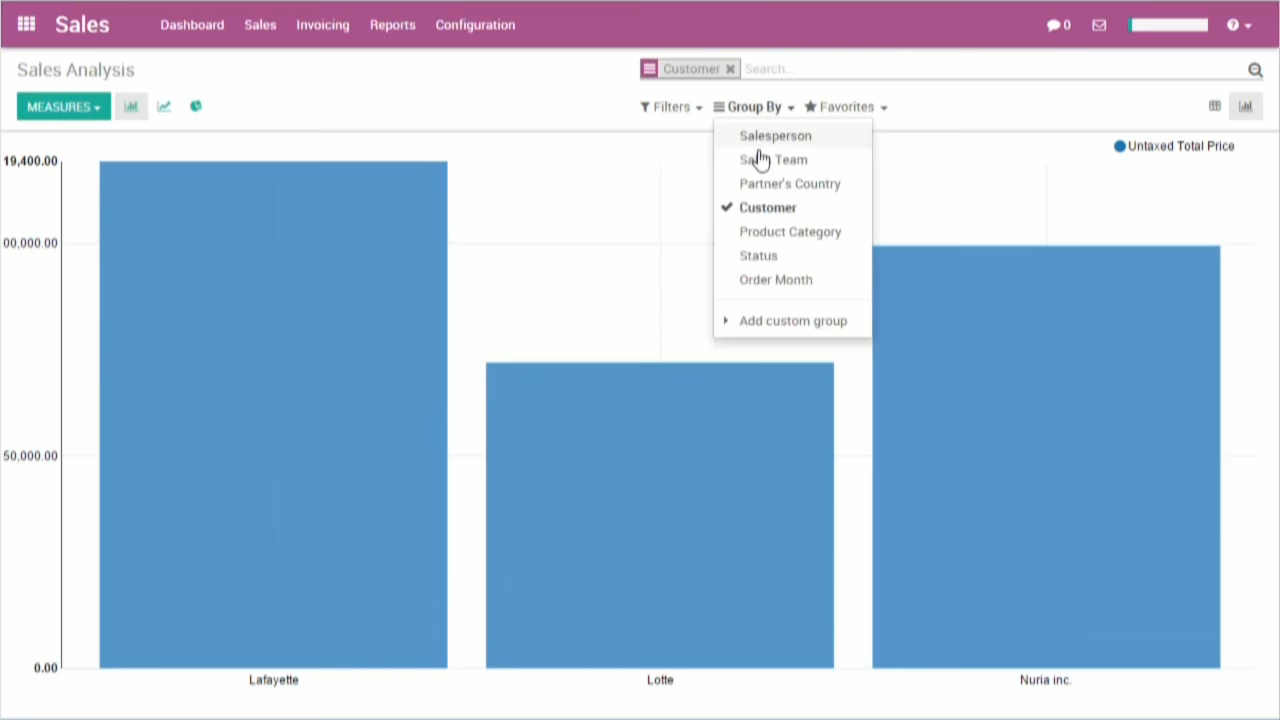 Sales Dashboard Sales Invoicing Reports Configuration 0
Sales Analysis
Customer Search...
MEASURES
Filters Group By Favorites
Salesperson
Team
Partner's Country
Customer
Product Category
Status
Order Month
Add custom group
Untaxed Total Price
19,400.00
00,000.00
50,000.00
0.00
Lafayette Lotte Nuria inc.